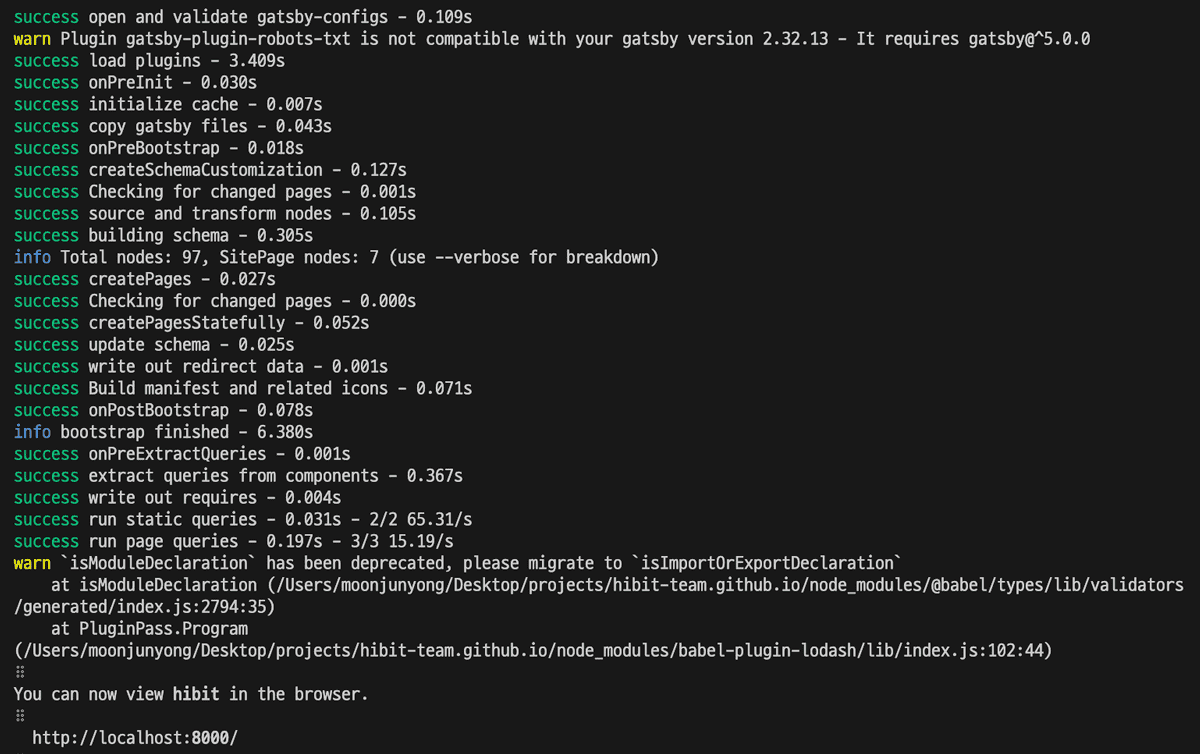 success open and validate gatsby-configs - 0.109s
warn Plugin gatsby-plugin-robots-txt is not compatible with your gatsby version 2.32.13 - It requires gatsby@^5.0.0
success load plugins - 3.409s
success onPreInit - 0.030s
success initialize cache - 0.007s
success copy gatsby files - 0.043s
success onPreBootstrap - 0.018s
success createSchemaCustomization - 0.127s
success Checking for changed pages - 0.001s
success source and transform nodes - 0.105s
success building schema - 0.305s
info Total nodes: 97, SitePage nodes: 7 (use --verbose for breakdown)
success createPages - 0.027s
success Checking for changed pages - 0.000s
success createPagesStatefully - 0.052s
success update schema - 0.025s
success write out redirect data - 0.001s
success Build manifest and related icons - 0.071s
success onPostBootstrap - 0.078s
info bootstrap finished - 6.380s
success onPreExtractQueries - 0.001s
success extract queries from components - 0.367s
success write out requires - 0.004s
success run static queries - 0.031s - 2/2 65.31/s
success run page queries - 0.197s - 3/3 15.19/s
warn `isModuleDeclaration` has been deprecated, please migrate to `isImportOrExportDeclaration`
    at isModuleDeclaration (/Users/moonjunyong/Desktop/projects/hibit-team.github.io/node_modules/@babel/types/lib/validators
/generated/index.js:2794:35)
    at PluginPass.Program
(/Users/moonjunyong/Desktop/projects/hibit-team.github.io/node_modules/babel-plugin-lodash/lib/index.js:102:44)
⠿
You can now view hibit in the browser.
⠿
  http://localhost:8000/